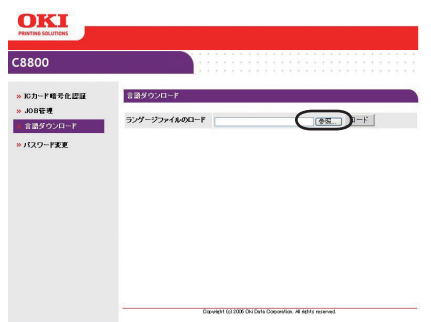 OKI
PRINTING SOLUTIONS
C8800
» ICカード暗号化認証
» JOB管理
» 言語ダウンロード
» パスワード変更
言語ダウンロード
ランゲージファイルのロード 参照... ロード
Copyright (c) 2006 Oki Data Corporation. All rights reserved.